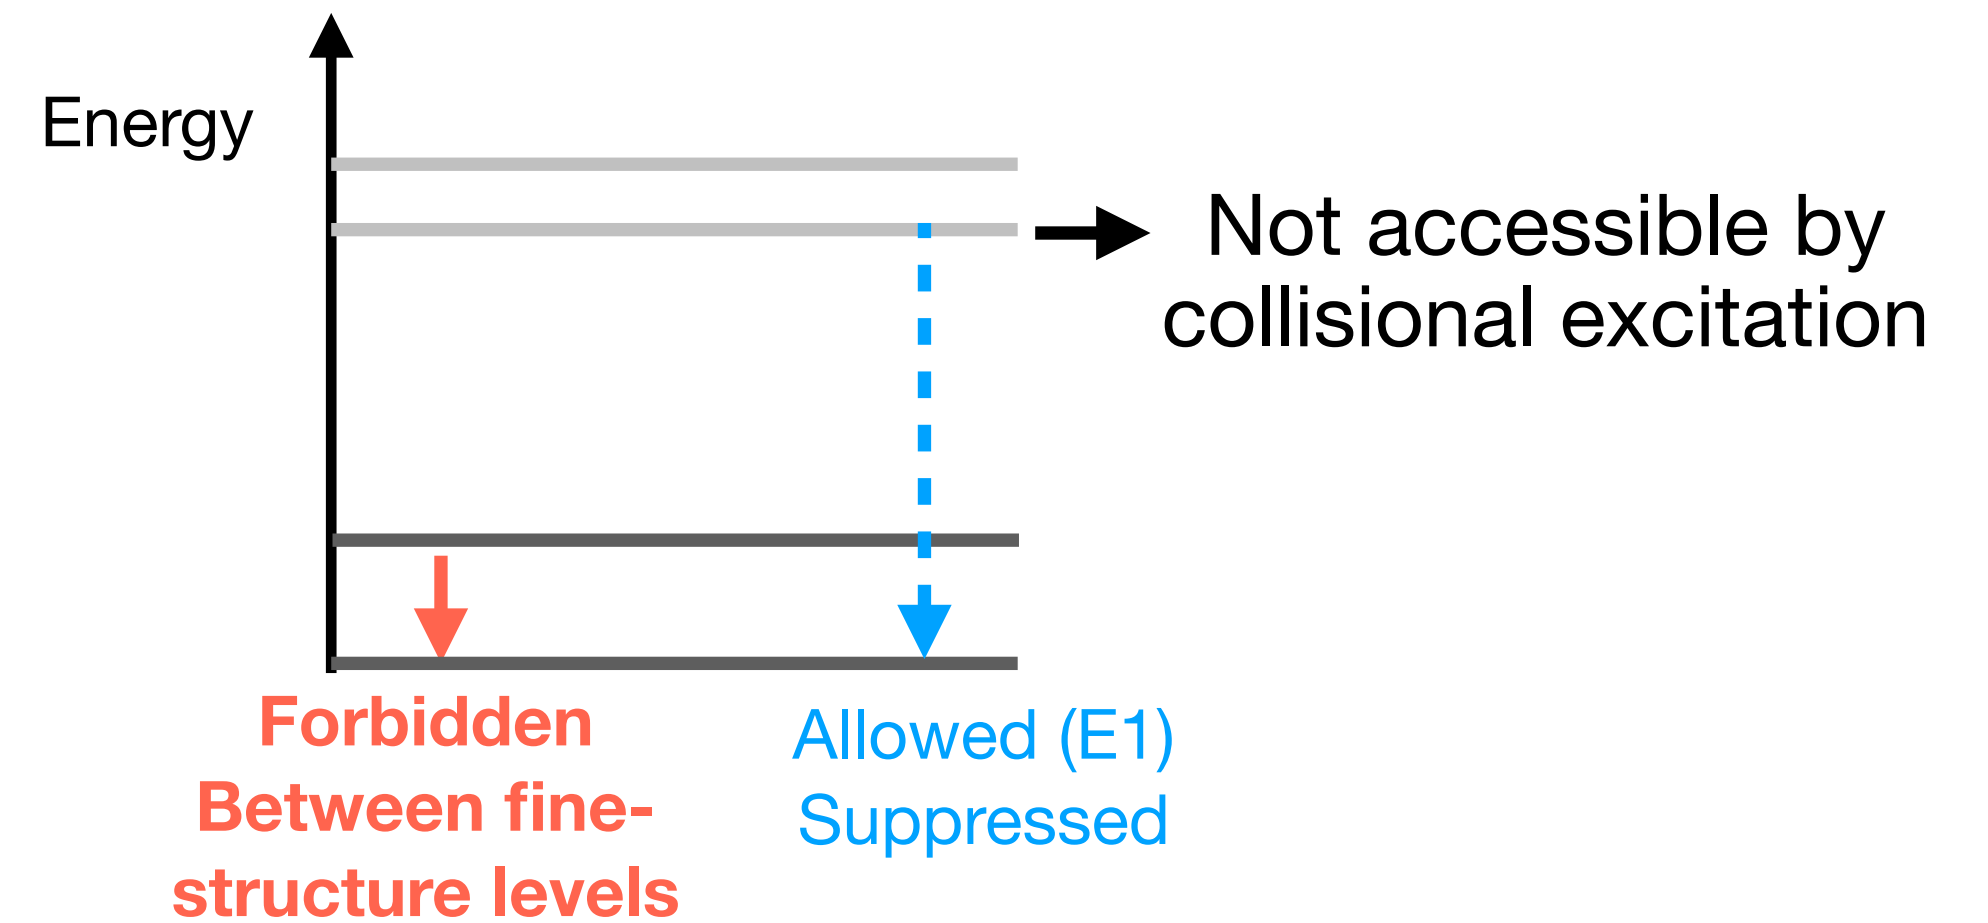 Energy
Not accessible by
collisional excitation
Forbidden
Between fine-
structure levels
Allowed (E1)
Suppressed